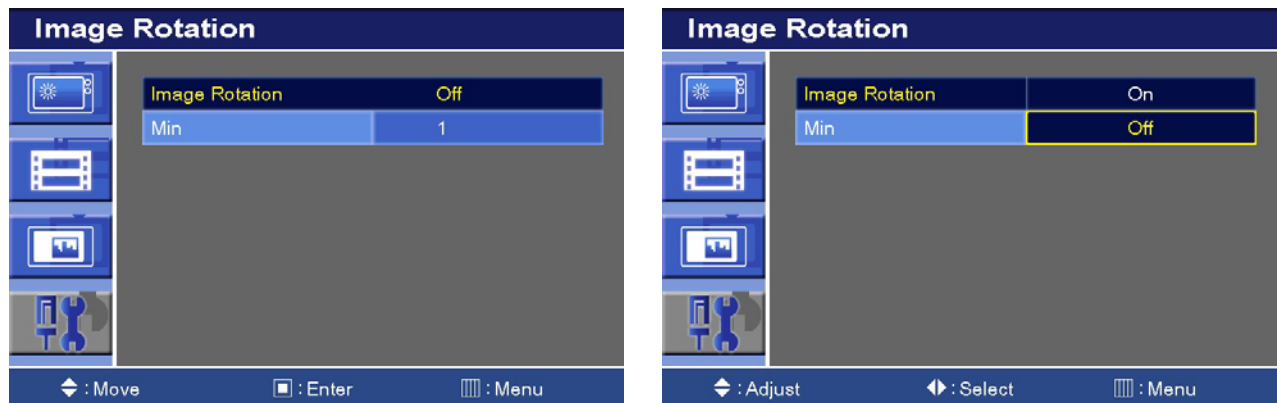 Image Rotation
Image Rotation Off
Min 1
: Move : Enter : Menu
Image Rotation
Image Rotation On
Min Off
: Adjust : Select : Menu